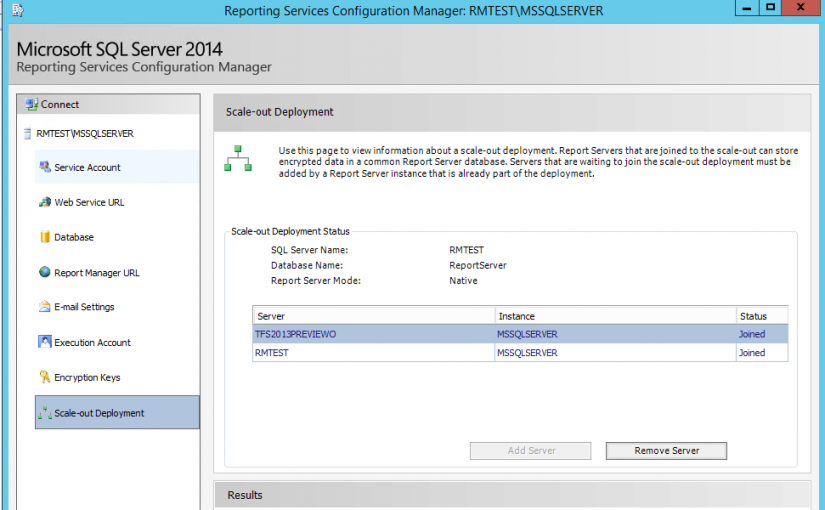 Reporting Services Configuration Manager: RMTEST\MSSQLSERVER
Microsoft SQL Server 2014
Reporting Services Configuration Manager
Connect
RMTEST\MSSQLSERVER
Service Account
Web Service URL
Database
Report Manager URL
E-mail Settings
Execution Account
Encryption Keys
Scale-out Deployment
Scale-out Deployment
Use this page to view information about a scale-out deployment. Report Servers that are joined to the scale-out can store
encrypted data in a common Report Server database. Servers that are waiting to join the scale-out deployment must be
added by a Report Server instance that is already part of the deployment.
Scale-out Deployment Status
SQL Server Name: RMTEST
Database Name: ReportServer
Report Server Mode: Native
Server Instance Status
TFS2013PREVIEWO MSSQLSERVER Joined
RMTEST MSSQLSERVER Joined
Add Server Remove Server
Results